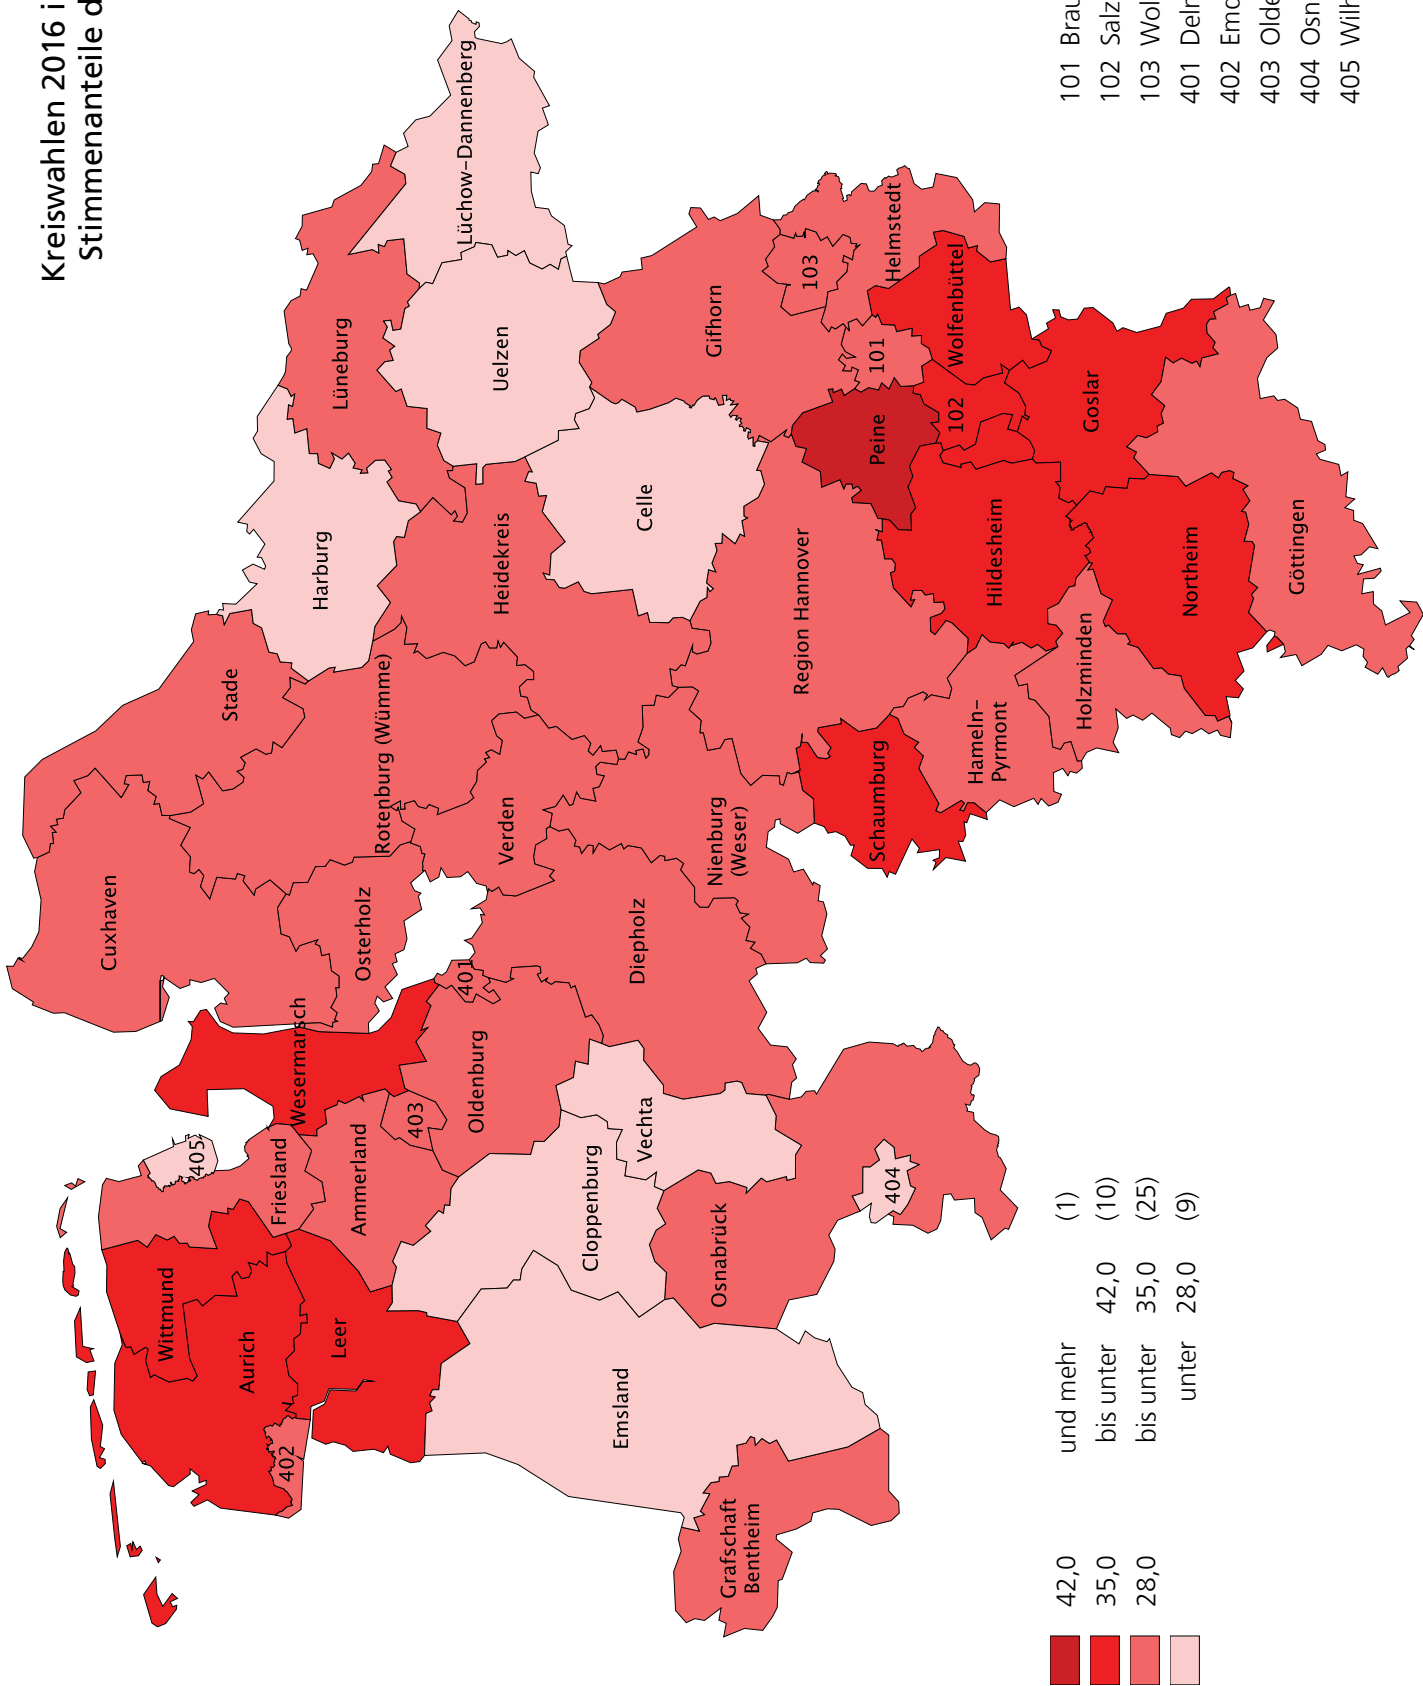 Kreiswahlen 2016 i
Stimmenanteile d
Cuxhaven
Stade
Harburg
Lüneburg
Lüchow-Dannenberg
Uelzen
Osterholz
Rotenburg (Wümme)
Heidekreis
Celle
Gifhorn
Verden
Wesermarsch
405
Friesland
Wittmund
Aurich
Leer
402
Ammerland
403
Oldenburg
401
Diepholz
Nienburg
(Weser)
Region Hannover
Cloppenburg
Vechta
Emsland
Osnabrück
404
Grafschaft
Bentheim
Schaumburg
Hameln-
Pyrmont
Hildesheim
Peine
101
102
103
Helmstedt
Wolfenbüttel
Goslar
Holzminden
Northeim
Göttingen
42,0 und mehr (1)
35,0 bis unter 42,0 (10)
28,0 bis unter 35,0 (25)
unter 28,0 (9)
101 Brau
102 Salz
103 Wol
401 Deln
402 Emd
403 Olde
404 Osn
405 Wilh